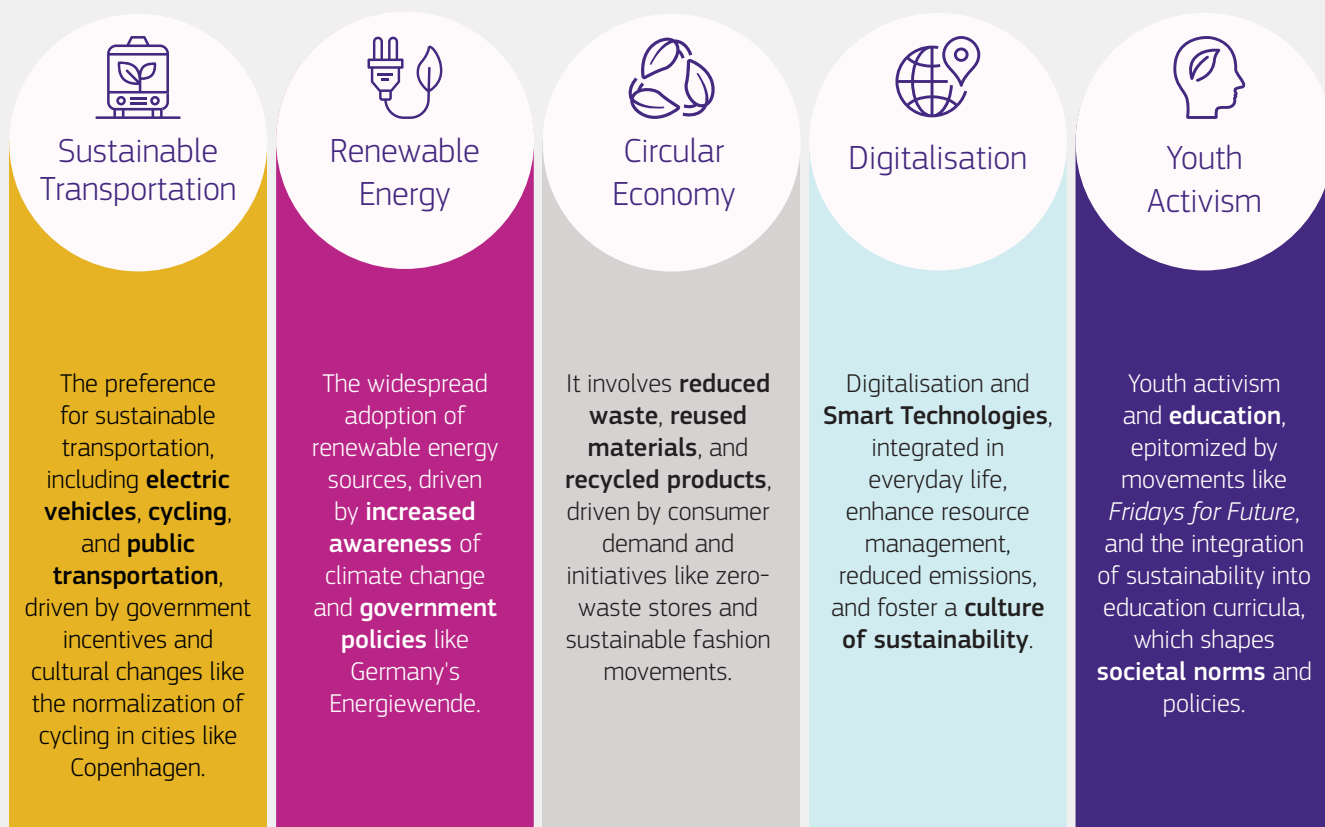 Sustainable
Transportation
The preference
for sustainable
transportation,
including electric
vehicles, cycling,
and public
transportation,
driven by government
incentives and
cultural changes like
the normalization of
cycling in cities like
Copenhagen.
Renewable
Energy
The widespread
adoption of
renewable energy
sources, driven
by increased
awareness of
climate change
and government
policies like
Germany's
Energiewende.
Circular
Economy
It involves reduced
waste, reused
materials, and
recycled products,
driven by consumer
demand and
initiatives like zero-
waste stores and
sustainable fashion
movements.
Digitalisation
Digitalisation and
Smart Technologies,
integrated in
everyday life,
enhance resource
management,
reduced emissions,
and foster a culture
of sustainability.
Youth
Activism
Youth activism
and education,
epitomized by
movements like
Fridays for Future,
and the integration
of sustainability into
education curricula,
which shapes
societal norms and
policies.